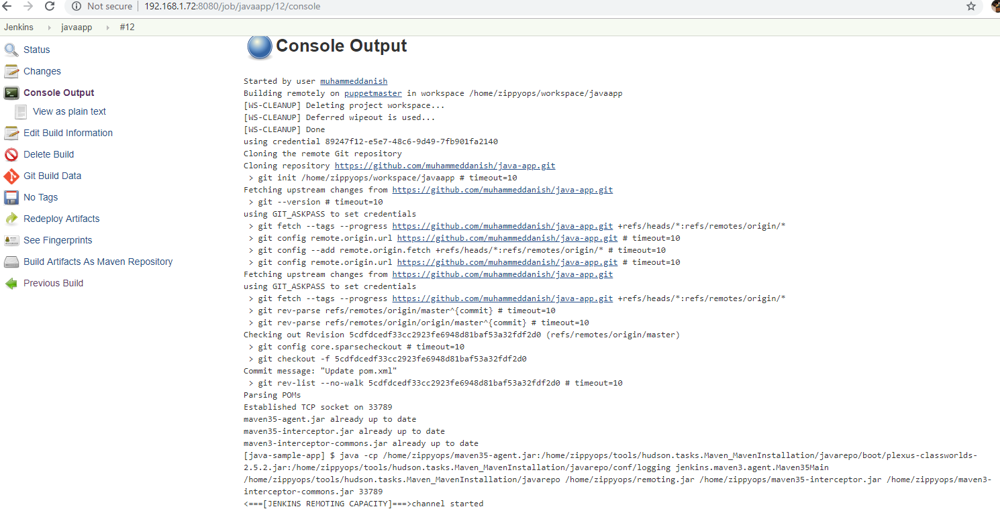 Not secure 192.168.1.72:8080/job/javaapp/12/console
Jenkins javaapp #12
Status
Changes
Console Output
View as plain text
Edit Build Information
Delete Build
Git Build Data
No Tags
Redeploy Artifacts
See Fingerprints
Build Artifacts As Maven Repository
Previous Build
Console Output
Started by user muhammeddanish
Building remotely on puppetmaster in workspace /home/zippyops/workspace/javaapp
[WS-CLEANUP] Deleting project workspace...
[WS-CLEANUP] Deferred wipeout is used...
[WS-CLEANUP] Done
using credential 89247f12-e5e7-48c6-9d49-7fb901fa2140
Cloning the remote Git repository
Cloning repository https://github.com/muhammeddanish/java-app.git
 > git init /home/zippyops/workspace/javaapp # timeout=10
Fetching upstream changes from https://github.com/muhammeddanish/java-app.git
 > git --version # timeout=10
using GIT_ASKPASS to set credentials
 > git fetch --tags --progress https://github.com/muhammeddanish/java-app.git +refs/heads/*:refs/remotes/origin/*
 > git config remote.origin.url https://github.com/muhammeddanish/java-app.git # timeout=10
 > git config --add remote.origin.fetch +refs/heads/*:refs/remotes/origin/* # timeout=10
 > git config remote.origin.url https://github.com/muhammeddanish/java-app.git # timeout=10
Fetching upstream changes from https://github.com/muhammeddanish/java-app.git
using GIT_ASKPASS to set credentials
 > git fetch --tags --progress https://github.com/muhammeddanish/java-app.git +refs/heads/*:refs/remotes/origin/*
 > git rev-parse refs/remotes/origin/master^{commit} # timeout=10
 > git rev-parse refs/remotes/origin/origin/master^{commit} # timeout=10
Checking out Revision 5cdfdcedf33cc2923fe6948d81baf53a32fdf2d0 (refs/remotes/origin/master)
 > git config core.sparsecheckout # timeout=10
 > git checkout -f 5cdfdcedf33cc2923fe6948d81baf53a32fdf2d0
Commit message: "Update pom.xml"
 > git rev-list --no-walk 5cdfdcedf33cc2923fe6948d81baf53a32fdf2d0 # timeout=10
Parsing POMs
Established TCP socket on 33789
maven35-agent.jar already up to date
maven35-interceptor.jar already up to date
maven3-interceptor-commons.jar already up to date
[java-sample-app] $ java -cp /home/zippyops/maven35-agent.jar:/home/zippyops/tools/hudson.tasks.Maven_MavenInstallation/javarepo/boot/plexus-classworlds-
2.5.2.jar:/home/zippyops/tools/hudson.tasks.Maven_MavenInstallation/javarepo/conf/logging jenkins.maven3.agent.Maven35Main
/home/zippyops/tools/hudson.tasks.Maven_MavenInstallation/javarepo /home/zippyops/remoting.jar /home/zippyops/maven35-interceptor.jar /home/zippyops/maven3-
interceptor-commons.jar 33789
<===[JENKINS REMOTING CAPACITY]===>channel started